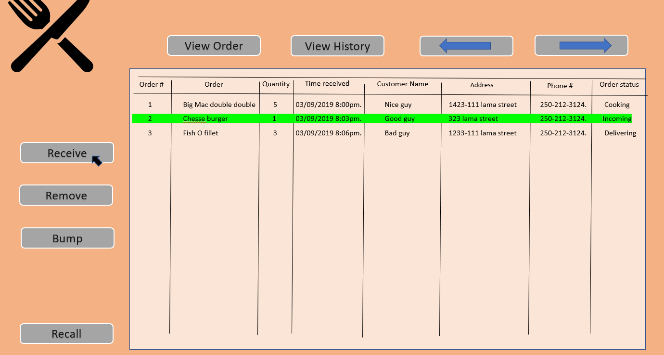 View Order View History
Order # Order Quantity Time received Customer Name Address Phone # Order status
1 Big Mac double double 5 03/09/2019 8:00pm. Nice guy 1423-111 lama street 250-212-3124. Cooking
2 Chesse burger 1 03/09/2019 8:03pm. Good guy 323 lama street 250-212-3124. Incoming
3 Fish O fillet 3 03/09/2019 8:06pm. Bad guy 1233-111 lama street 250-212-3124. Delivering
Receive
Remove
Bump
Recall